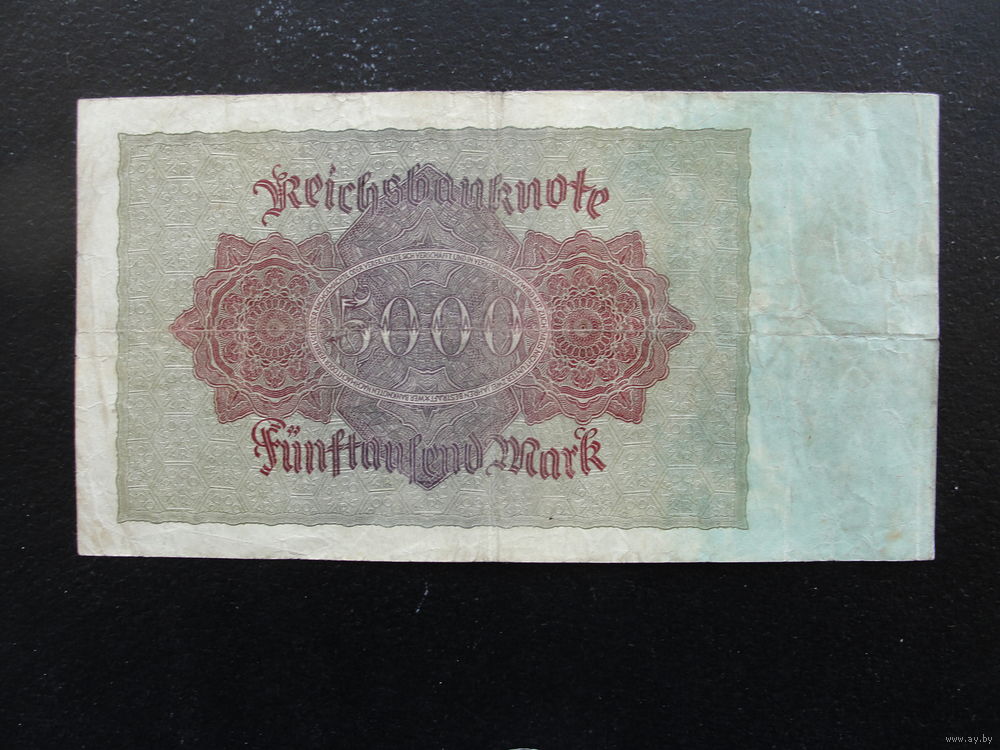 Reichsbanknote
5000
Fünftausend Mark
www.ay.by